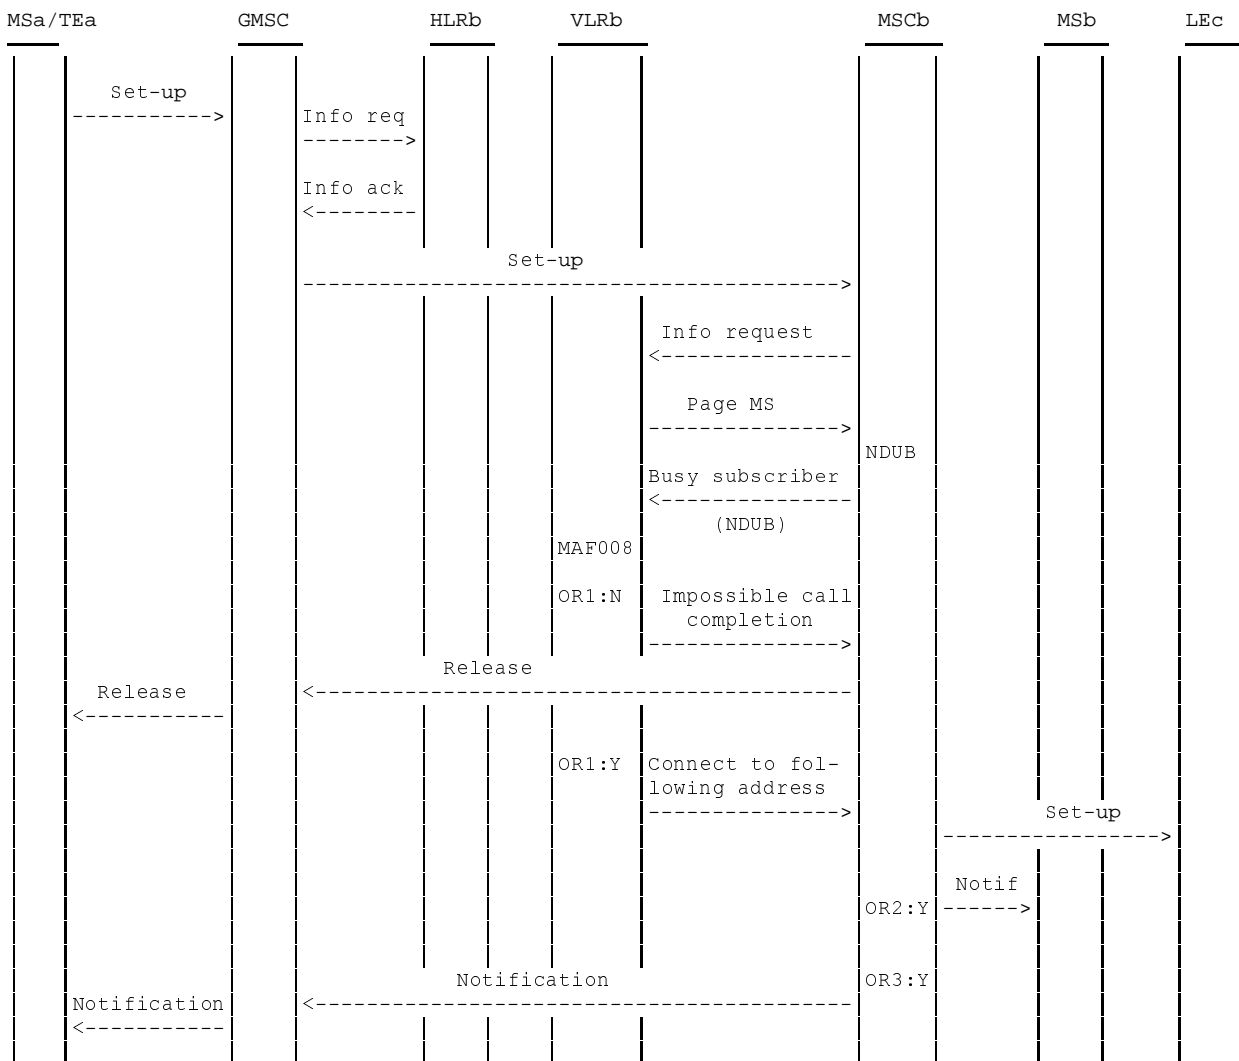 MSa/TEa GMSC HLRb VLRb MSCb MSb LEc
Set-up
----------->
Info req
-------->
Info ack
<--------
Set-up
------------------------------------------>
Info request
<---------------
Page MS
--------------->
NDUB
Busy subscriber
<---------------
(NDUB)
MAF008
OR1:N Impossible call
completion
--------------->
Release
Release <------------------------------------------
<-----------
OR1:Y Connect to fol-
lowing address
---------------> Set-up
----------------->
Notif
OR2:Y ------>
Notification OR3:Y
Notification <------------------------------------------
<-----------